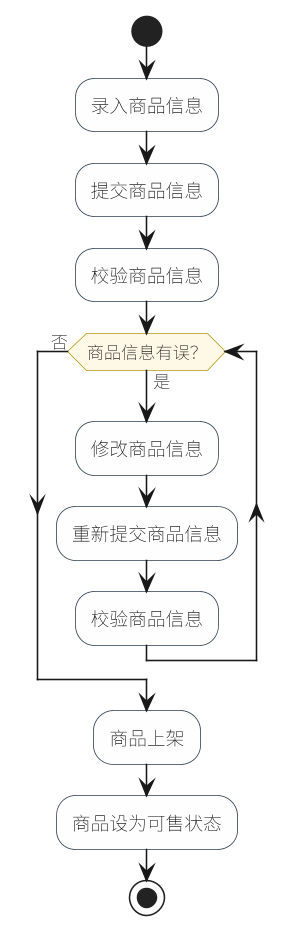 录入商品信息
提交商品信息
校验商品信息
否
商品信息有误?
是
修改商品信息
重新提交商品信息
校验商品信息
商品上架
商品设为可售状态